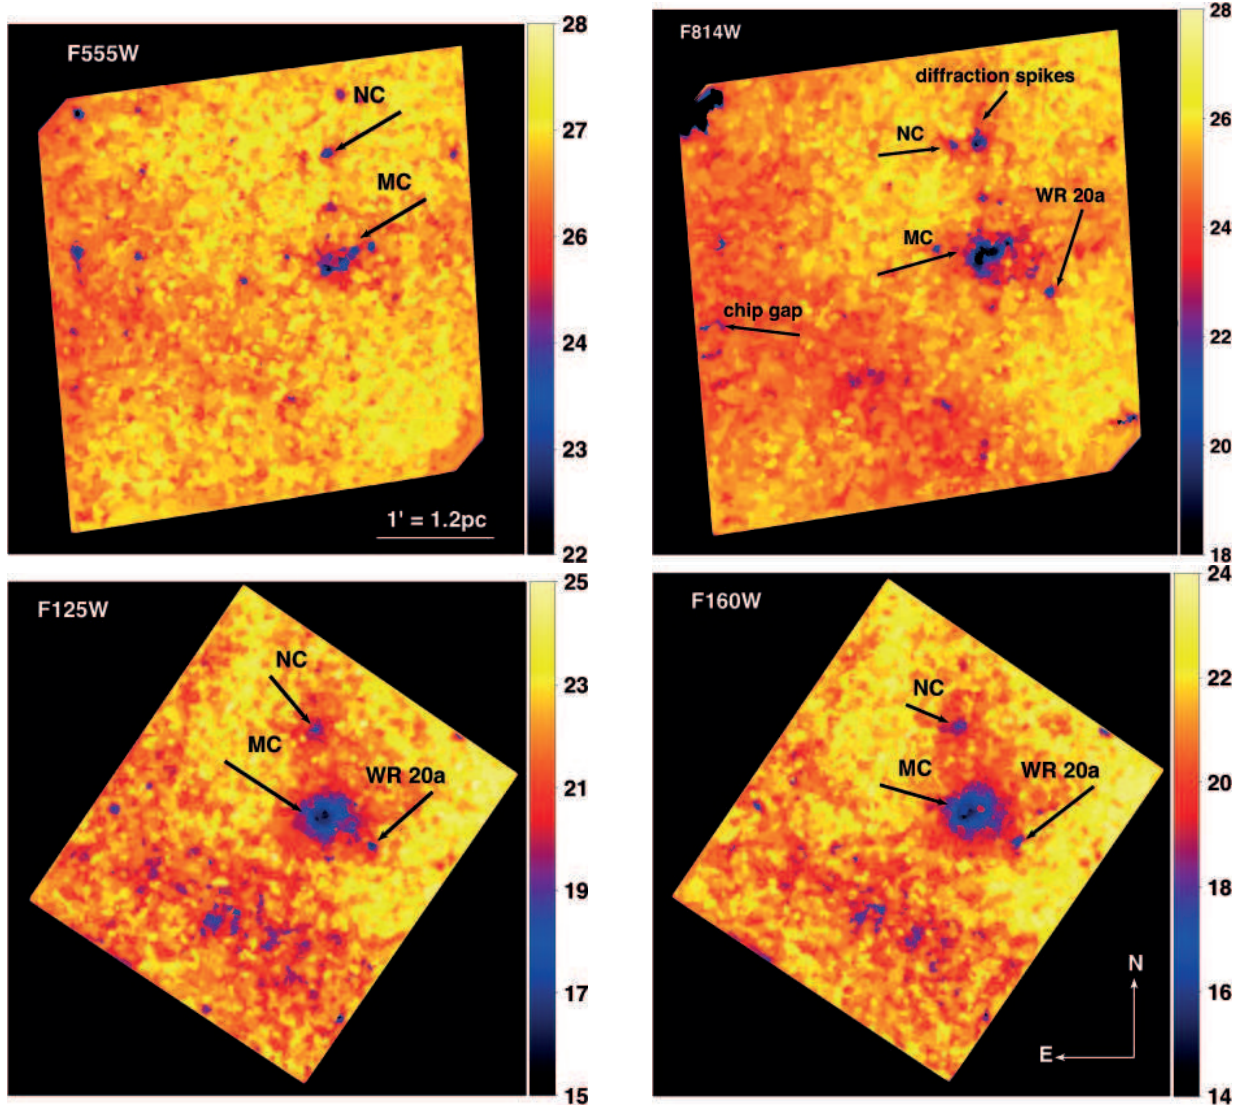 F555W
NC
MC
1' = 1.2pc
28
27
26
24
23
22
F814W
diffraction spikes
NC
WR 20a
MC
chip gap
28
26
24
22
20
18
F125W
NC
MC
WR 20a
25
23
21
19
17
15
F160W
NC
MC
WR 20a
N
E
24
22
20
18
16
14